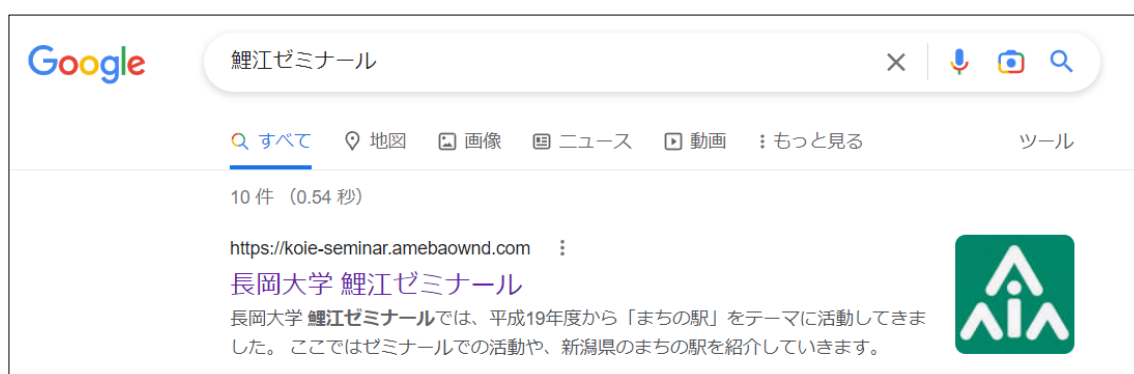 Google
鯉江ゼミナール
すべて 地図 画像 ニュース 動画 もっと見る ツール
10 件 （0.54 秒）
https://koie-seminar.amebaownd.com
長岡大学 鯉江ゼミナール
長岡大学 鯉江ゼミナールでは、平成19年度から「まちの駅」をテーマに活動してきま
した。 ここではゼミナールでの活動や、新潟県のまちの駅を紹介していきます。